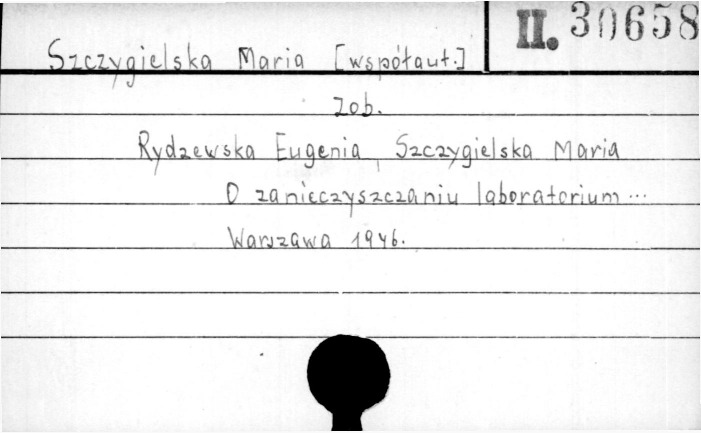 II. 30658
Szczygielska Maria [współaut.]
zob.
Rydzewska Eugenia, Szczygielska Maria
O zanieczyszczaniu laboratorium...
Warszawa 1946.